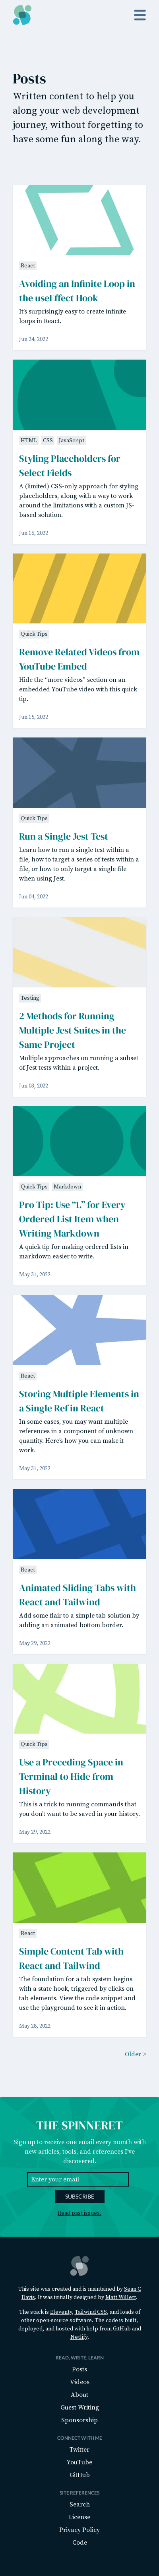 Posts
Written content to help you
along your web development
journey, without forgetting to
have some fun along the way.
React
Avoiding an Infinite Loop in
the useEffect Hook
It's surprisingly easy to create infinite
loops in React.
Jun 24, 2022
HTML CSS JavaScript
Styling Placeholders for
Select Fields
A (limited) CSS-only approach for styling
placeholders, along with a way to work
around the limitations with custom JS-
based solution.
Jun 16, 2022
Quick Tips
Remove Related Videos from
YouTube Embed
Hide the “more videos” section on an
embedded YouTube video with this quick
tip.
Jun 15, 2022
Quick Tips
Run a Single Jest Test
Learn how to run a single test within a
file, how to target a series of tests within a
file, or how to only target a single file
when using Jest.
Jun 04, 2022
Testing
2 Methods for Running
Multiple Jest Suites in the
Same Project
Multiple approaches on running a subset
of Jest tests within a project.
Jun 03, 2022
Quick Tips Markdown
Pro Tip: Use “1.” for Every
Ordered List Item when
Writing Markdown
A quick tip for making ordered lists in
markdown easier to write.
May 31, 2022
React
Storing Multiple Elements in
a Single Ref in React
In some cases, you may want multiple
references in a component of unknown
quantity. Here's how you can make it
work.
May 31, 2022
React
Animated Sliding Tabs with
React and Tailwind
Add some flair to a simple tab solution by
adding an animated bottom border.
May 29, 2022
Quick Tips
Use a Preceding Space in
Terminal to Hide from
History
This is a trick to running commands that
you don't want to be saved in your history.
May 29, 2022
React
Simple Content Tab with
React and Tailwind
The foundation for a tab system begins
with a state hook, triggered by clicks on
tab elements. View the code snippet and
use the playground to see it in action.
May 28, 2022
Older >
THE SPINNERET
Sign up to receive one email every month with
new articles, tools, and references I've
discovered.
Enter your email
SUBSCRIBE
Read past issues.
This site was created and is maintained by Sean C
Davis. It was initially designed by Matt Willett.
The stack is Eleventy, Tailwind CSS, and loads of
other open source software. The code is built,
deployed, and hosted with help from GitHub and
Netlify.
READ, WRITE, LEARN
Posts
Videos
About
Guest Writing
Sponsorship
CONNECT WITH ME
Twitter
YouTube
GitHub
SITE REFERENCES
Search
License
Privacy Policy
Code